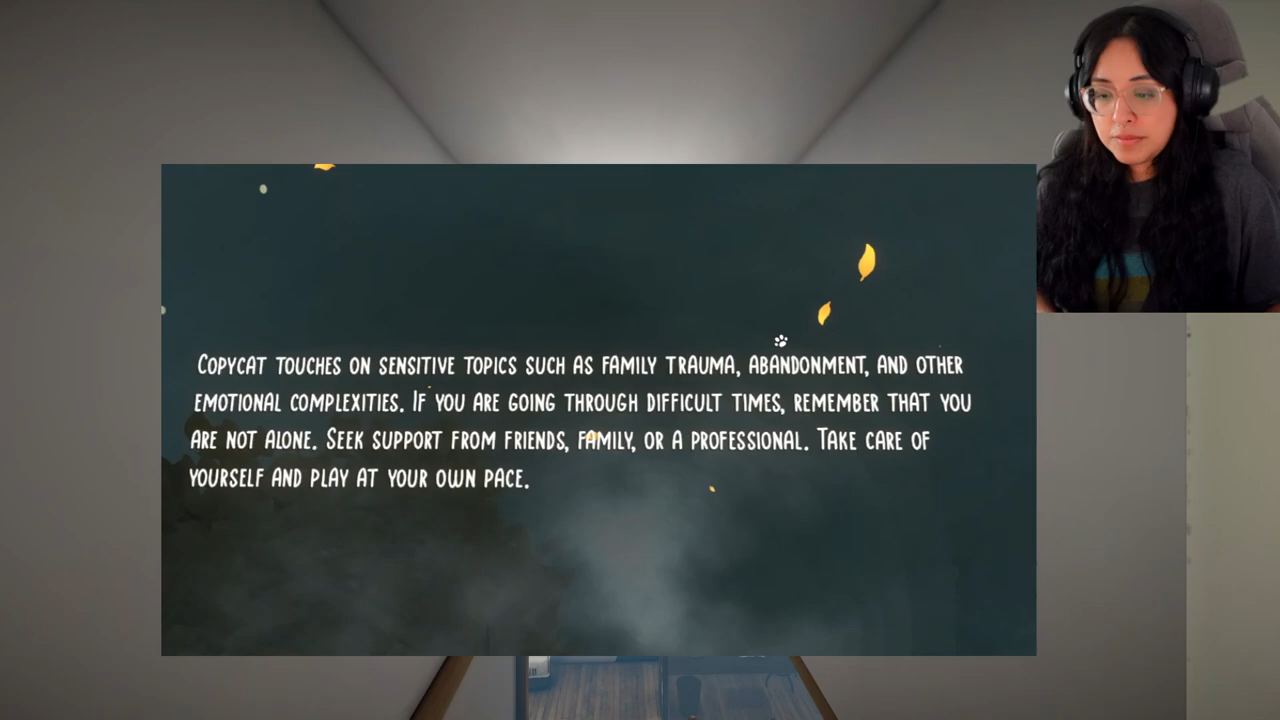 COPYCAT TOUCHES ON SENSITIVE TOPICS SUCH AS FAMILY TRAUMA, ABANDONMENT, AND OTHER
EMOTIONAL COMPLEXITIES. IF YOU ARE GOING THROUGH DIFFICULT TIMES, REMEMBER THAT YOU
ARE NOT ALONE. SEEK SUPPORT FROM FRIENDS, FAMILY, OR A PROFESSIONAL. TAKE CARE OF
YOURSELF AND PLAY AT YOUR OWN PACE.